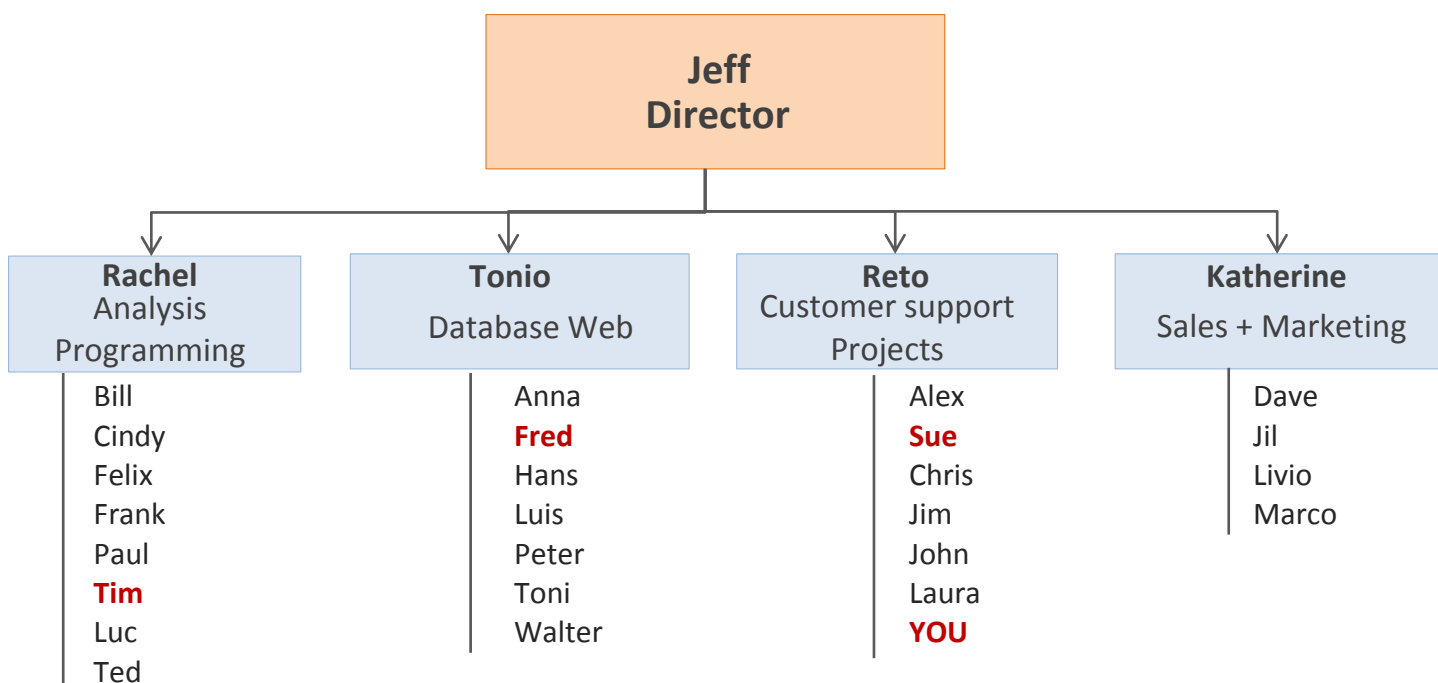 Jeff
Director
Rachel
Analysis
Programming
Tonio
Database Web
Reto
Customer support
Projects
Katherine
Sales + Marketing
Bill
Cindy
Felix
Frank
Paul
Tim
Luc
Ted
Anna
Fred
Hans
Luis
Peter
Toni
Walter
Alex
Sue
Chris
Jim
John
Laura
YOU
Dave
Jil
Livio
Marco